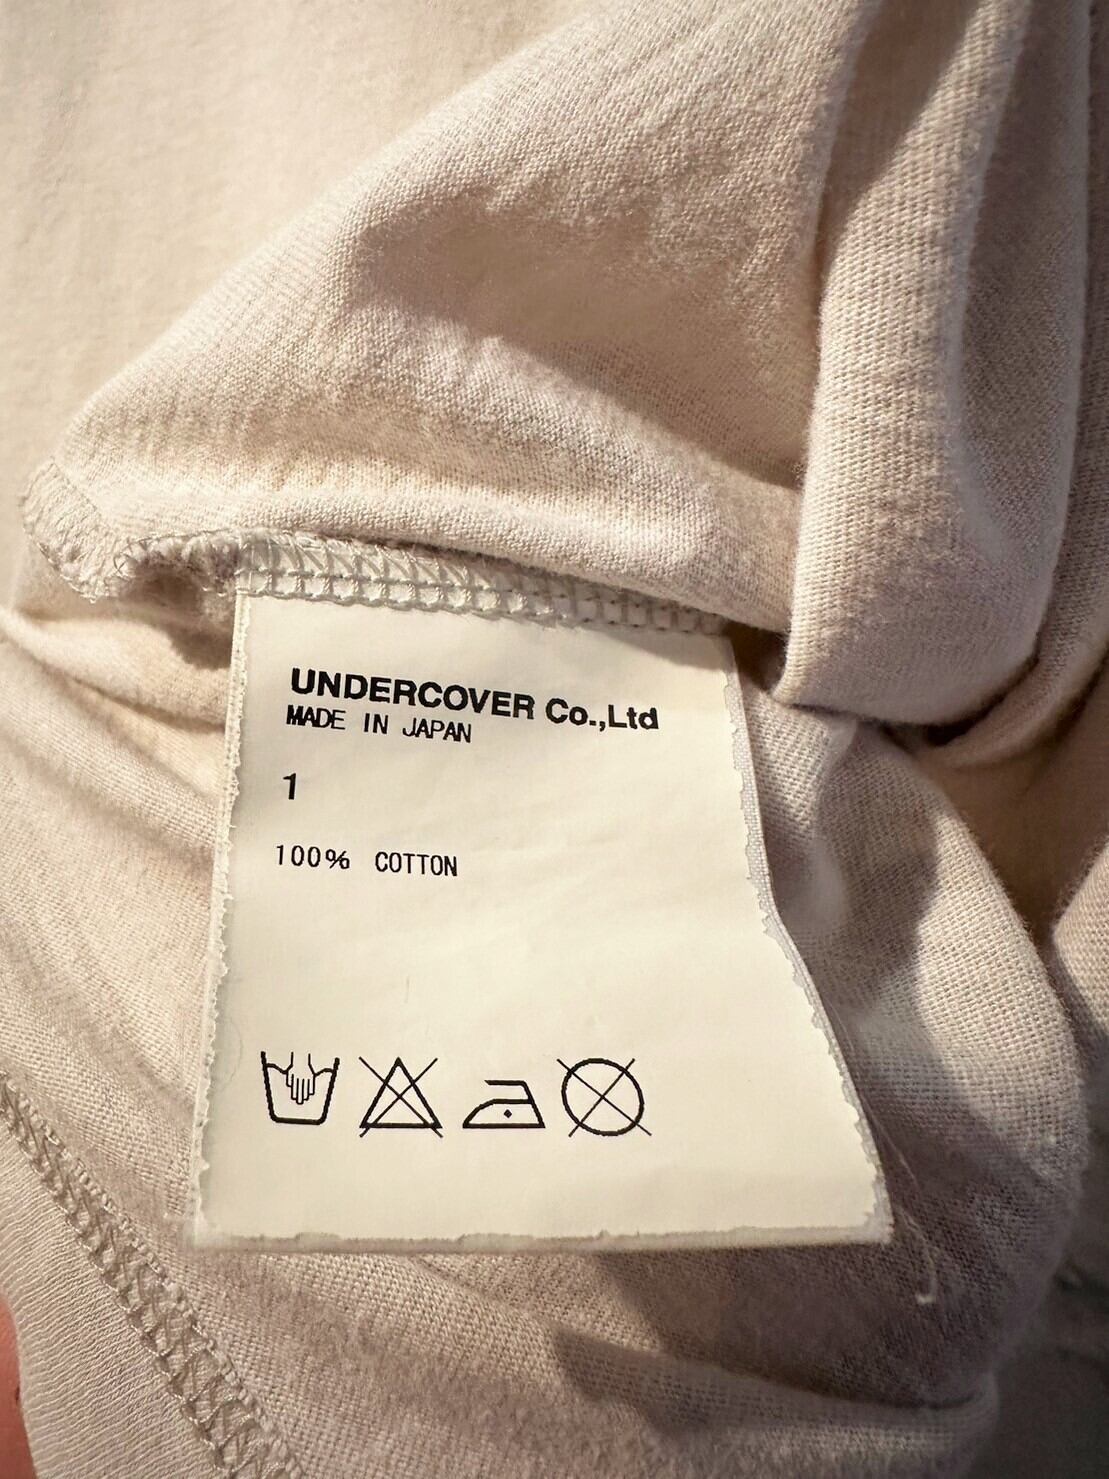 UNDERCOVER Co.,Ltd
MADE IN JAPAN
1
100% COTTON